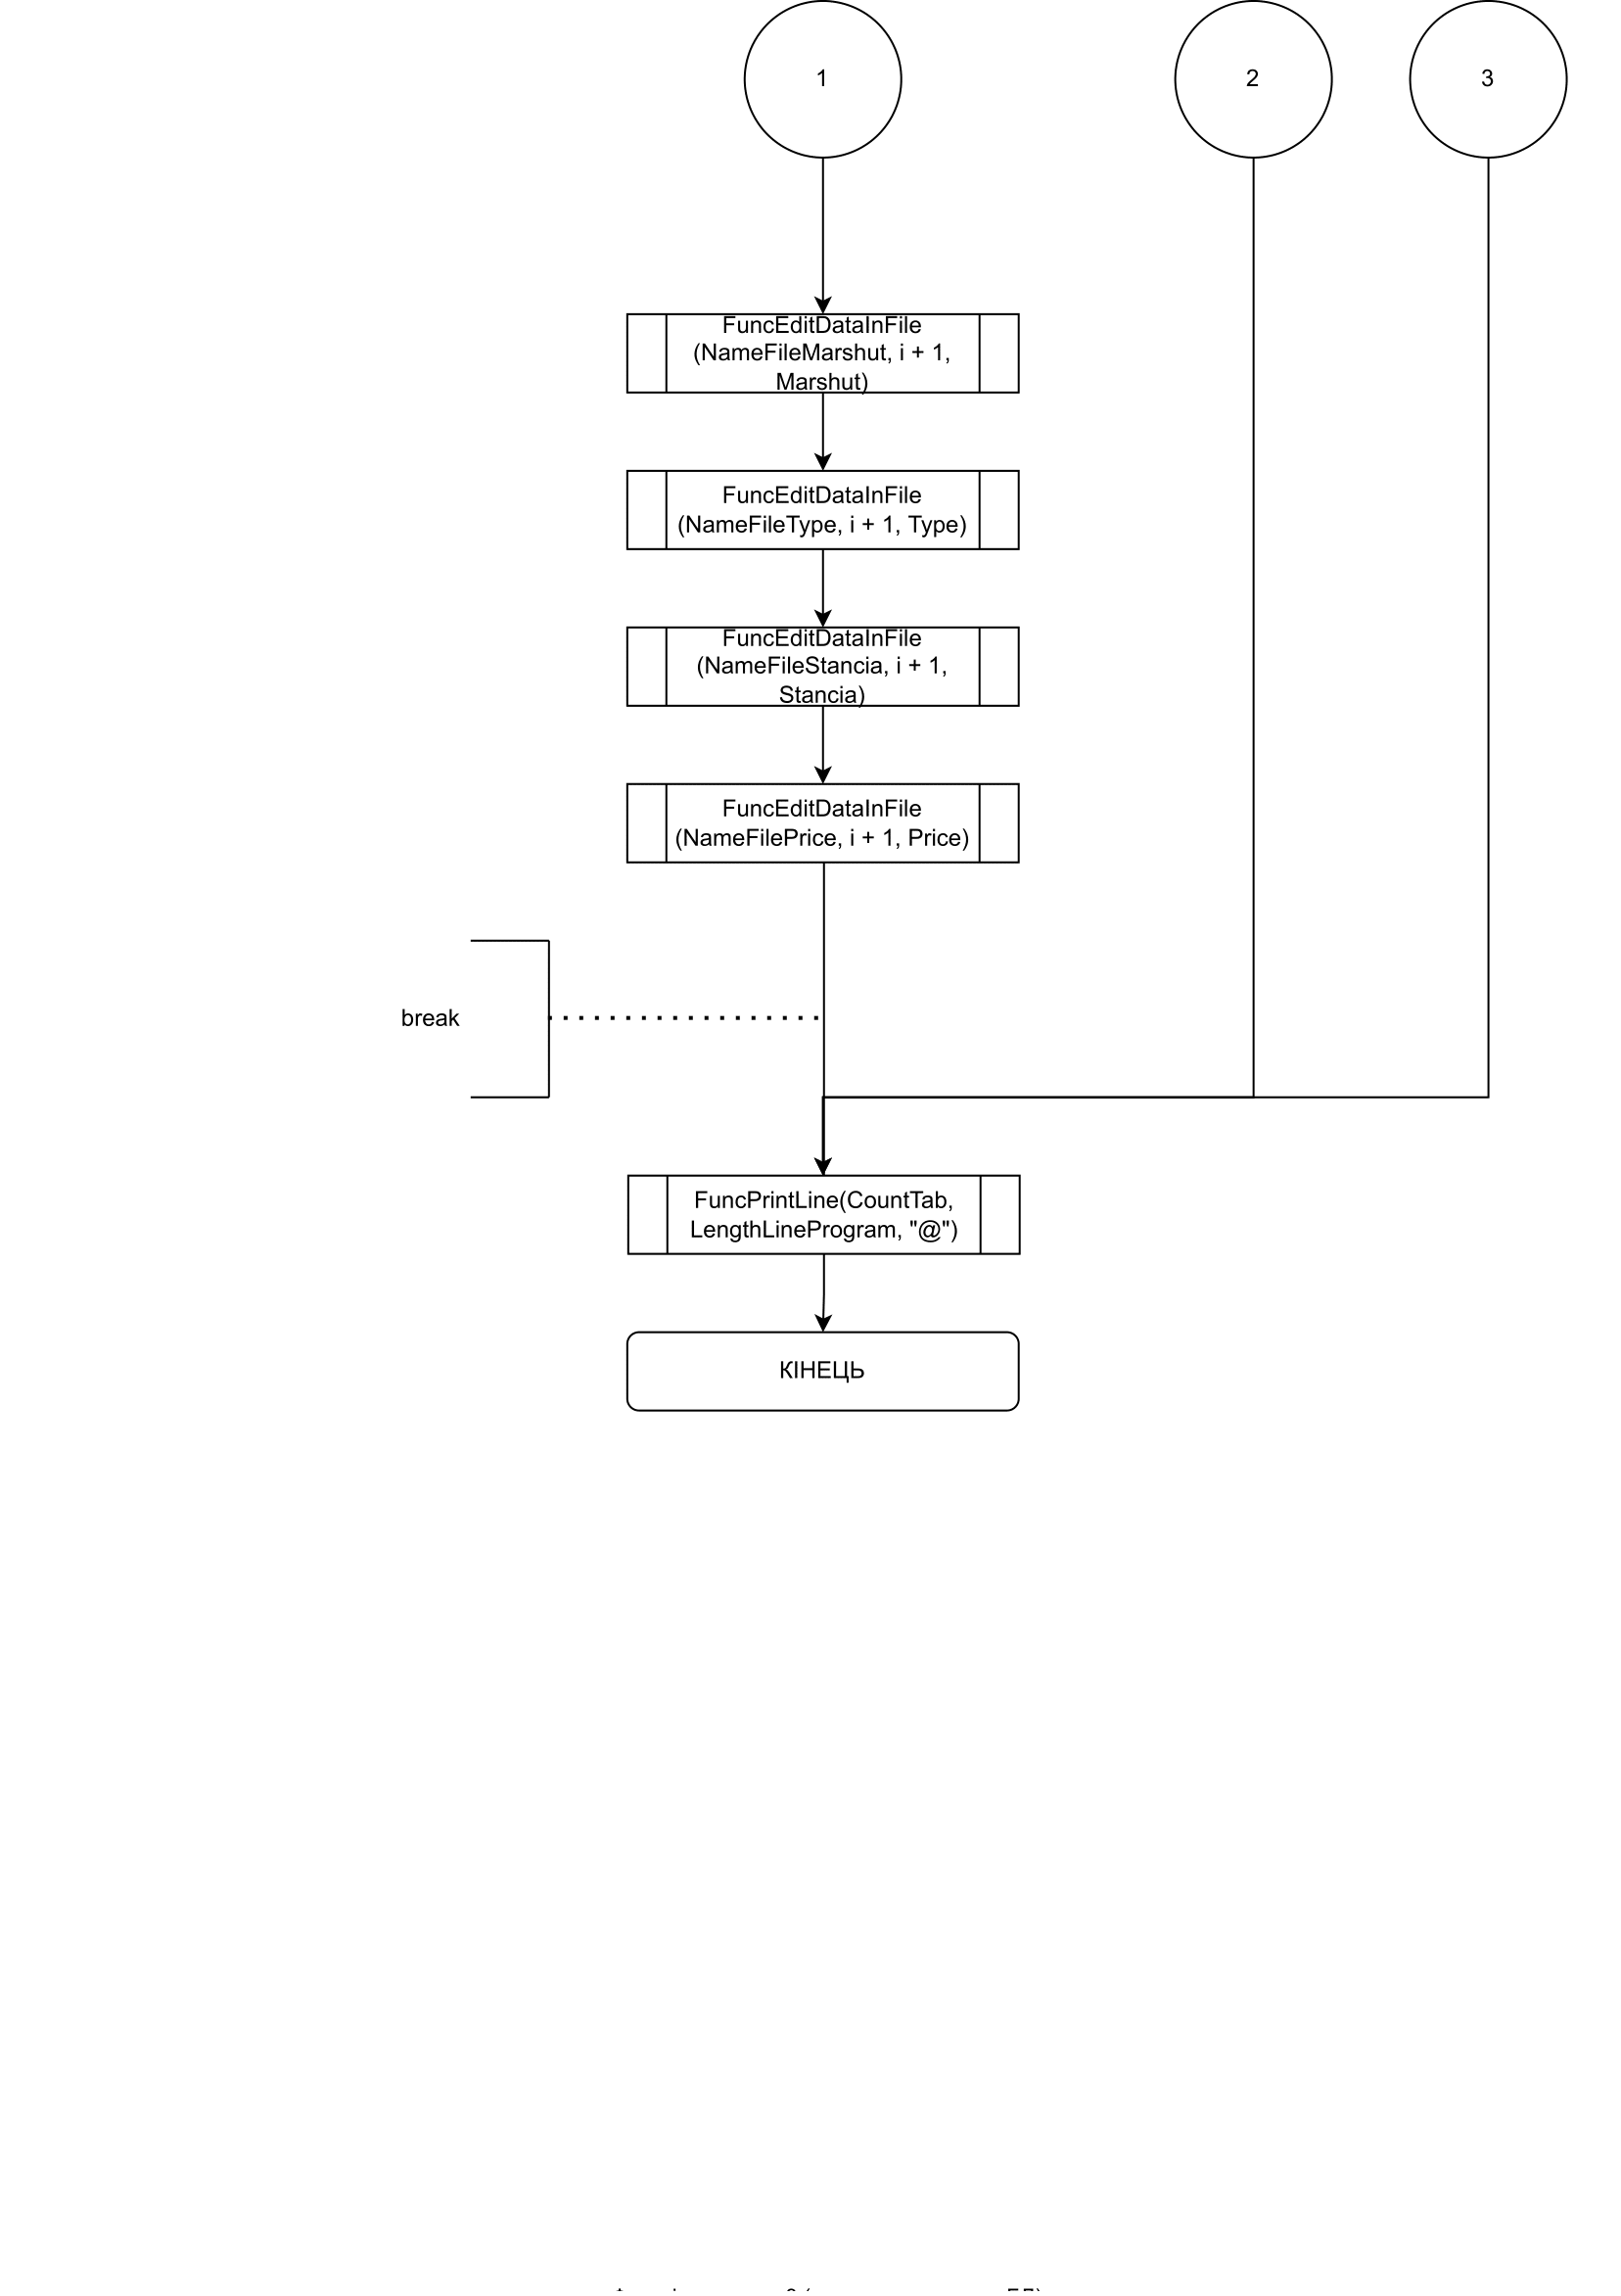 1
2
3
FuncEditDataInFile
(NameFileMarshut, i + 1,
Marshut)
FuncEditDataInFile
(NameFileType, i + 1, Type)
FuncEditDataInFile
(NameFileStancia, i + 1,
Stancia)
FuncEditDataInFile
(NameFilePrice, i + 1, Price)
break
FuncPrintLine(CountTab,
LengthLineProgram, "@")
КІНЕЦЬ